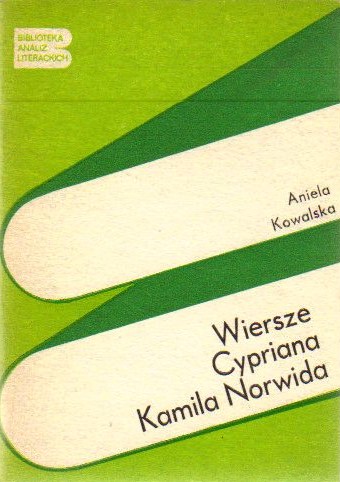 BIBLIOTEKA
ANALIZ
LITERACKICH
Aniela
Kowalska
Wiersze
Cypriana
Kamila Norwida